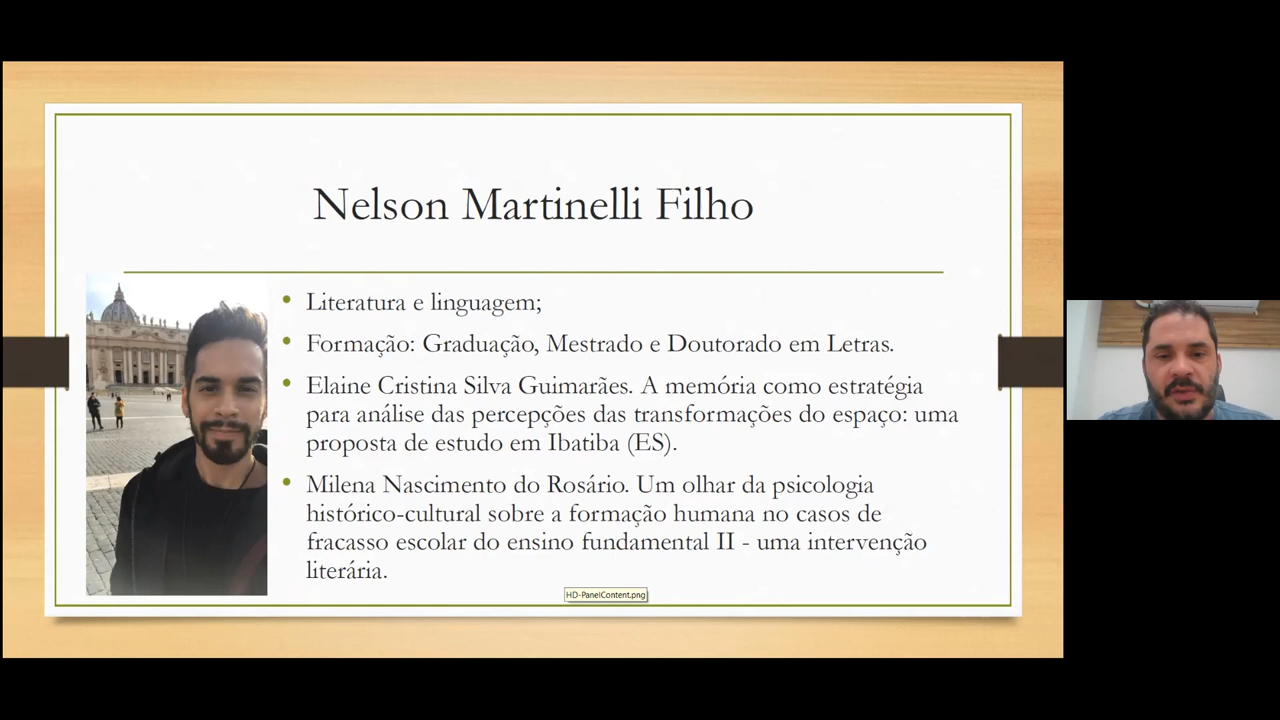 Nelson Martinelli Filho
• Literatura e linguagem;
• Formação: Graduação, Mestrado e Doutorado em Letras.
• Elaine Cristina Silva Guimarães. A memória como estratégia
para análise das percepções das transformações do espaço: uma
proposta de estudo em Ibatiba (ES).
• Milena Nascimento do Rosário. Um olhar da psicologia
histórico-cultural sobre a formação humana no casos de
fracasso escolar do ensino fundamental II - uma intervenção
literária.
HD-PanelContent.png